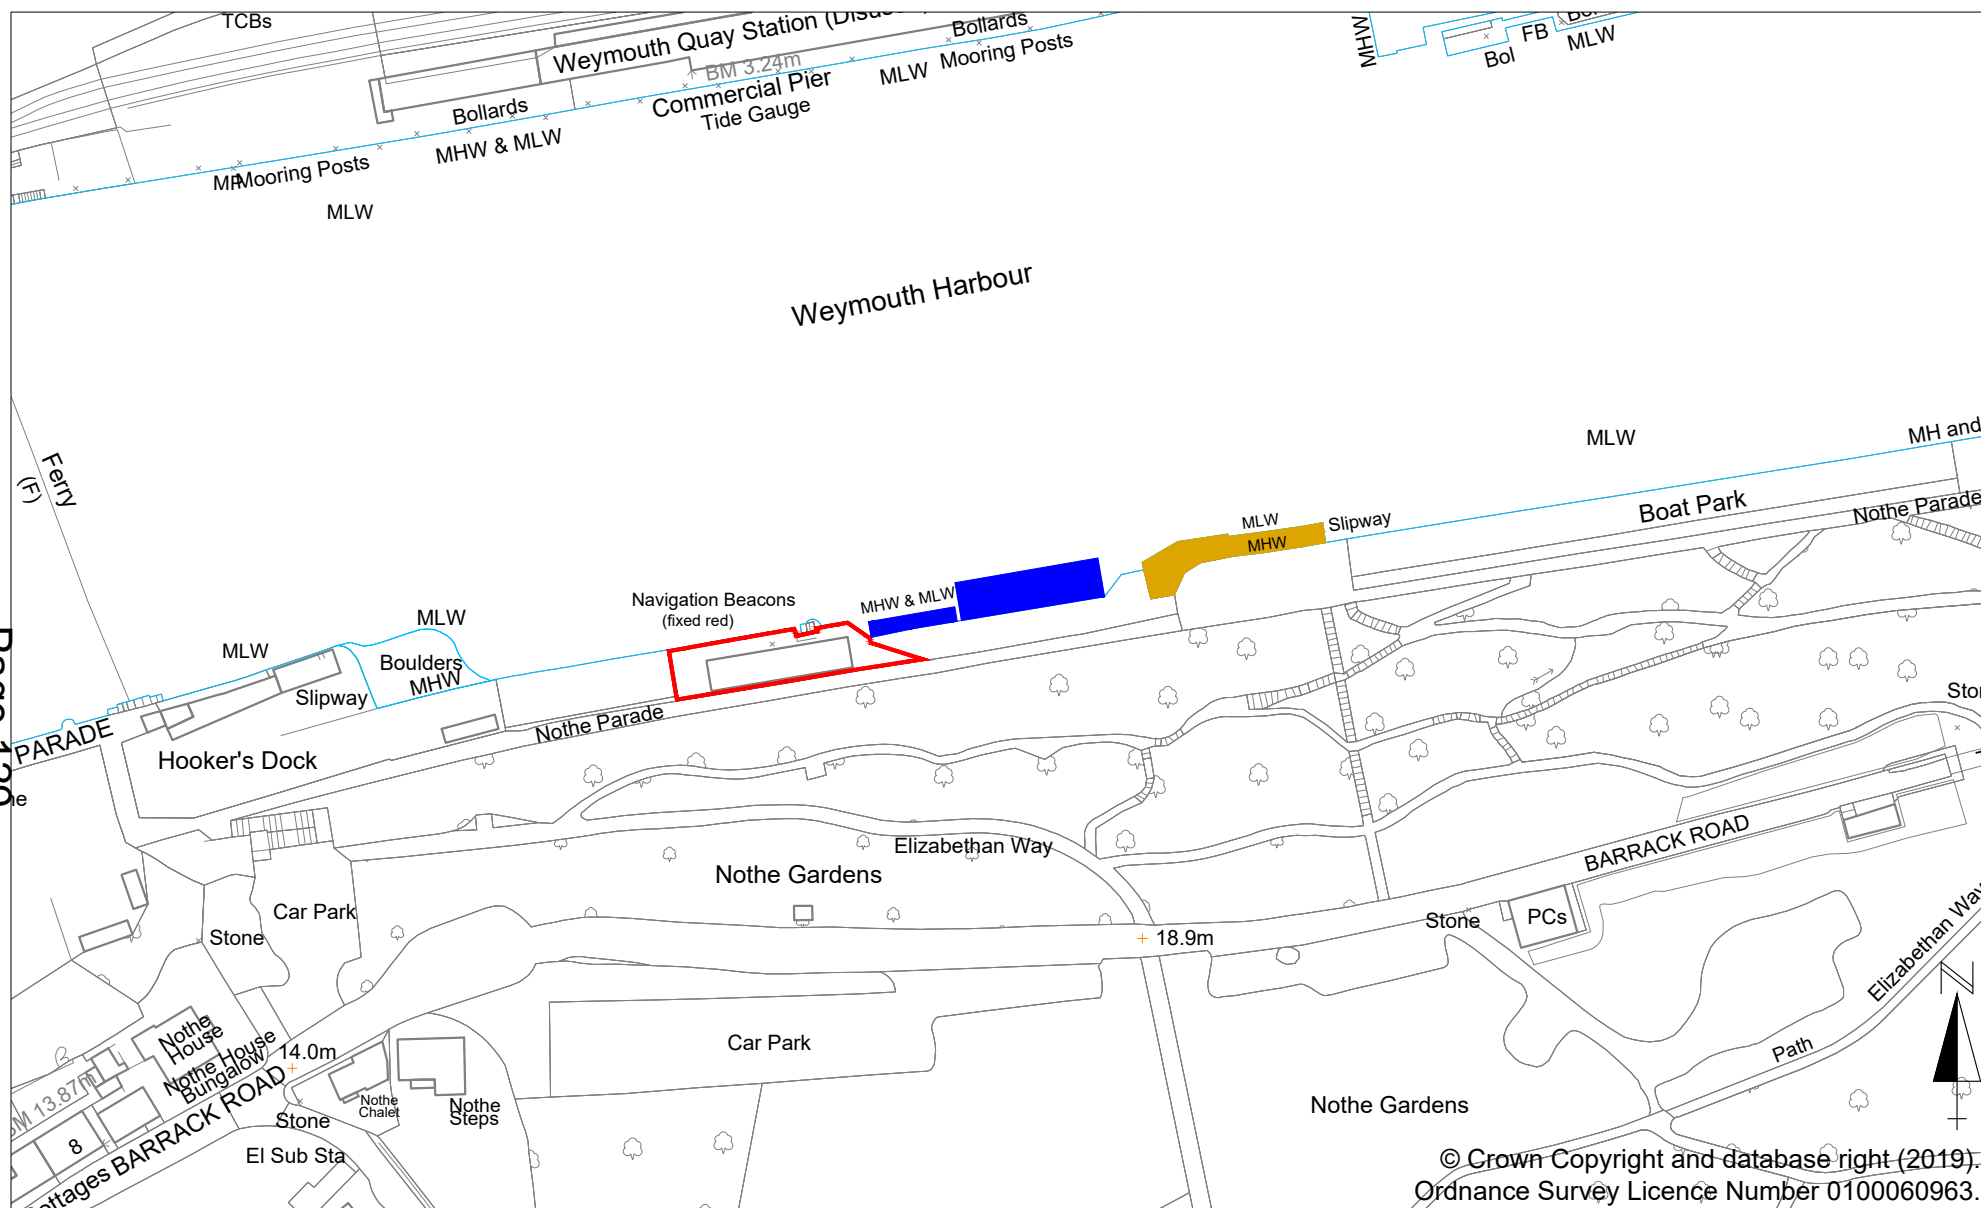 TCBs
Weymouth Quay Station
Bollards
MHW
FB
MLW
Bol
BM 3.24m
MLW
Mooring Posts
Commercial Pier
Tide Gauge
Bollards
MHW & MLW
Mooring Posts
MLW
Weymouth Harbour
Ferry
(F)
MLW
MH and
Boat Park
Nothe Parade
MLW
MHW
Slipway
Navigation Beacons
(fixed red)
MHW & MLW
MLW
MLW
Boulders
MHW
Slipway
Nothe Parade
PARADE
Hooker's Dock
Elizabethan Way
Nothe Gardens
BARRACK ROAD
Car Park
Stone
18.9m
Stone
PCs
Elizabethan Way
N
Nothe
House
Nothe House
Bungalow
14.0m
Car Park
Path
BM 13.87m
Nothe
Chalet
Nothe
Steps
Stone
Nothe Gardens
8
El Sub Sta
ottages BARRACK ROAD
© Crown Copyright and database right (2019).
Ordnance Survey Licence Number 0100060963.